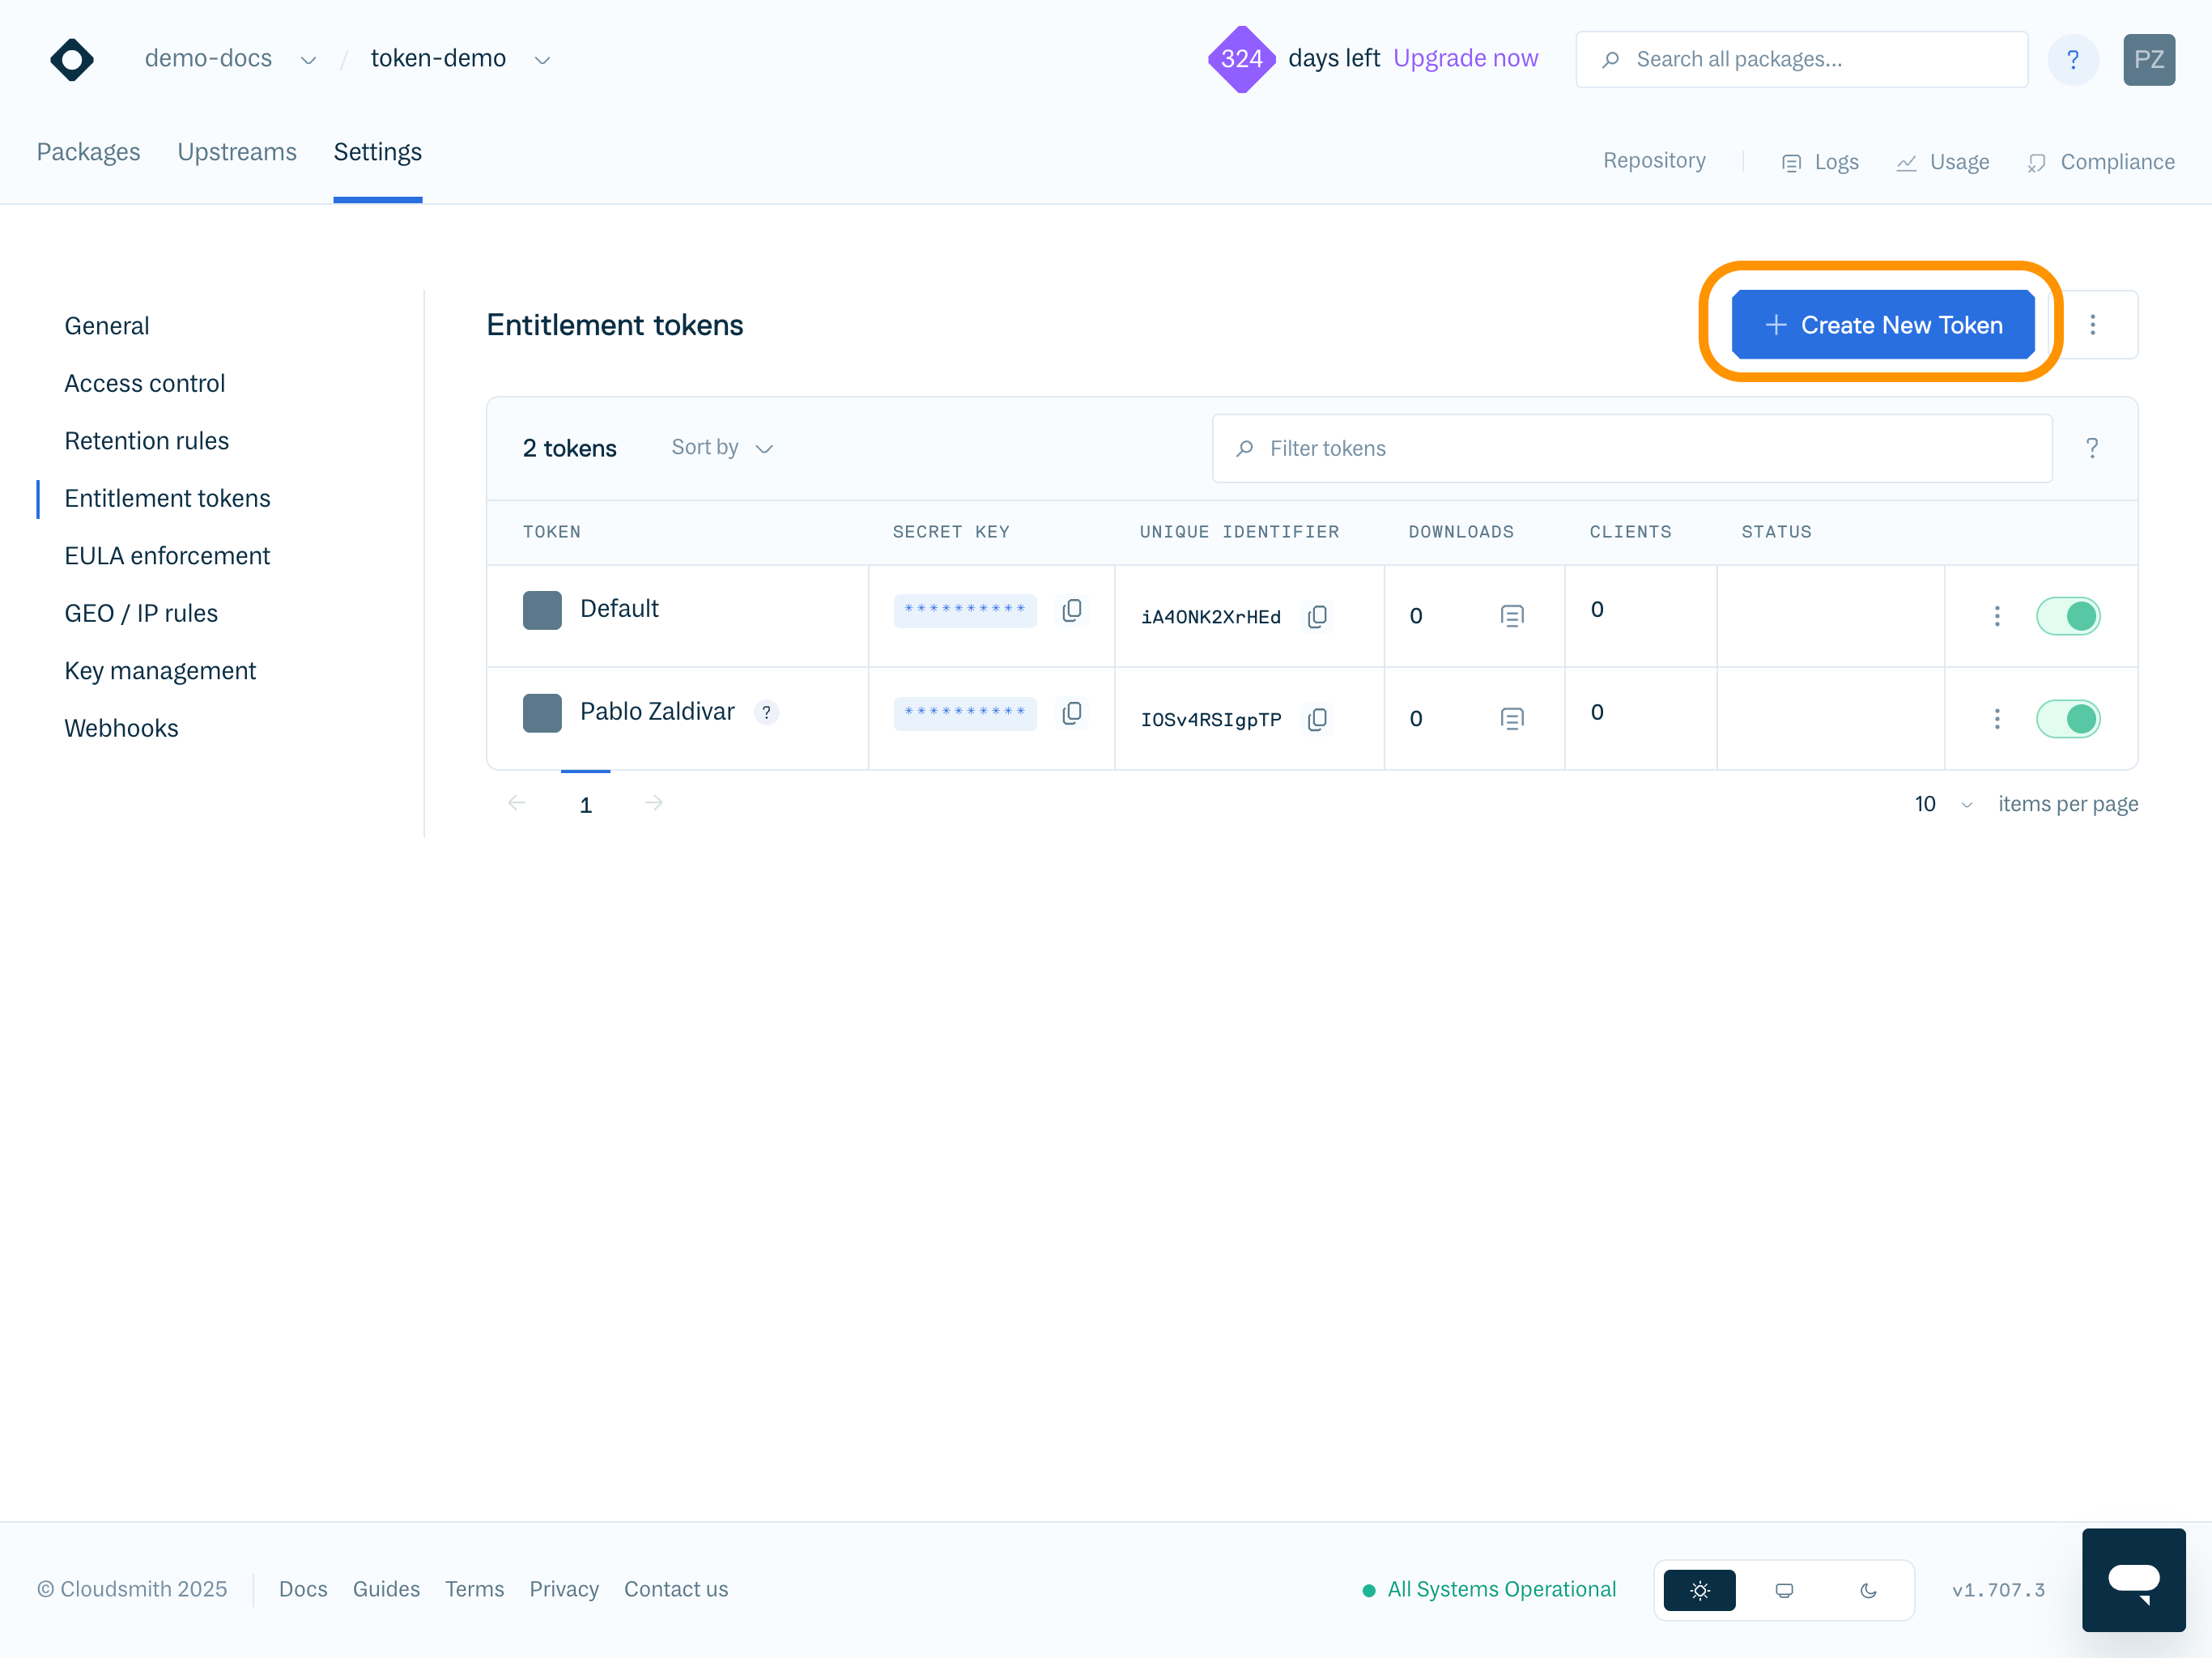 demo-docs / token-demo
324 days left Upgrade now
Search all packages...
?
PZ
Packages Upstreams Settings
Repository Logs Usage Compliance
General
Access control
Retention rules
Entitlement tokens
EULA enforcement
GEO / IP rules
Key management
Webhooks
Entitlement tokens
+ Create New Token
2 tokens Sort by
Filter tokens
?
TOKEN SECRET KEY UNIQUE IDENTIFIER DOWNLOADS CLIENTS STATUS
Default ********** iA4ONK2XrHEd 0 0
Pablo Zaldivar ? ********** IOSv4RSIgpTP 0 0
1
10 items per page
© Cloudsmith 2025 Docs Guides Terms Privacy Contact us
All Systems Operational
v1.707.3